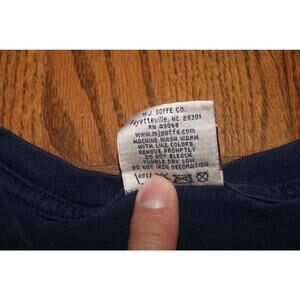 M.J. SOFFE CO.
Fayetteville, NC 28301
RN 43059
www.mjsoffe.com
MACHINE WASH WARM
WITH LIKE COLORS
REMOVE PROMPTLY
DO NOT BLEACH
TUMBLE DRY LOW
DO NOT IRON DECORATION